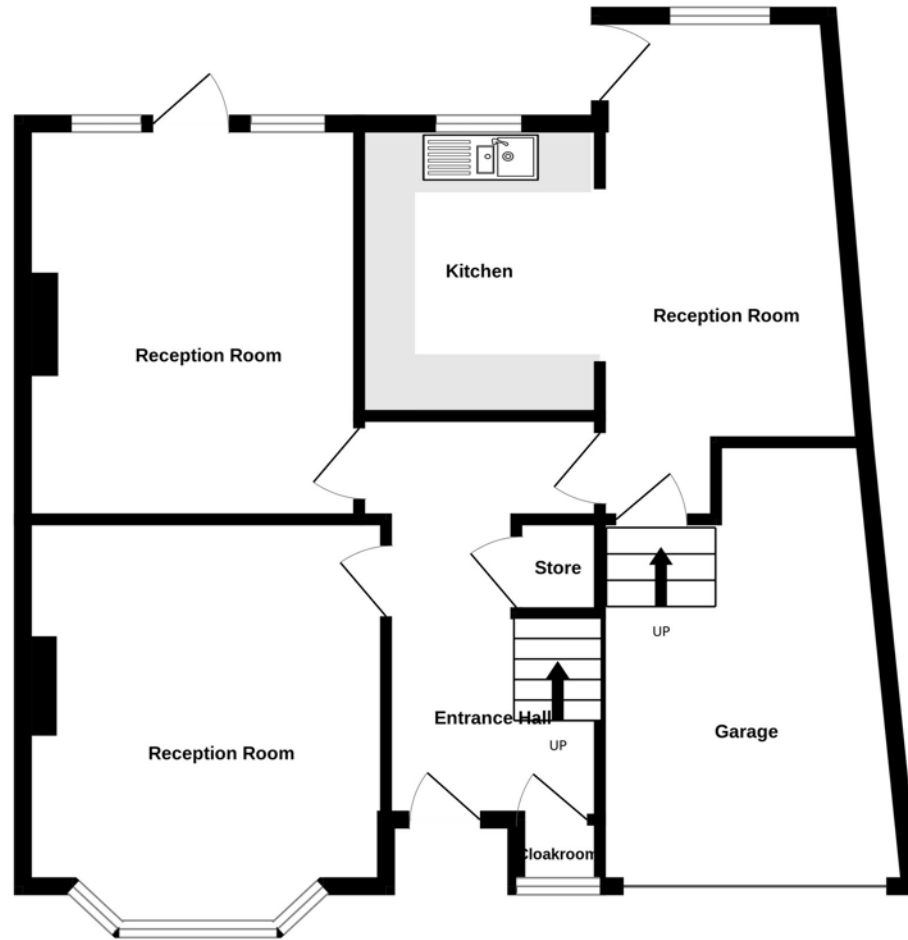 Kitchen
Reception Room
Reception Room
Store
UP
Entrance Hall
UP
Garage
Reception Room
Cloakroom